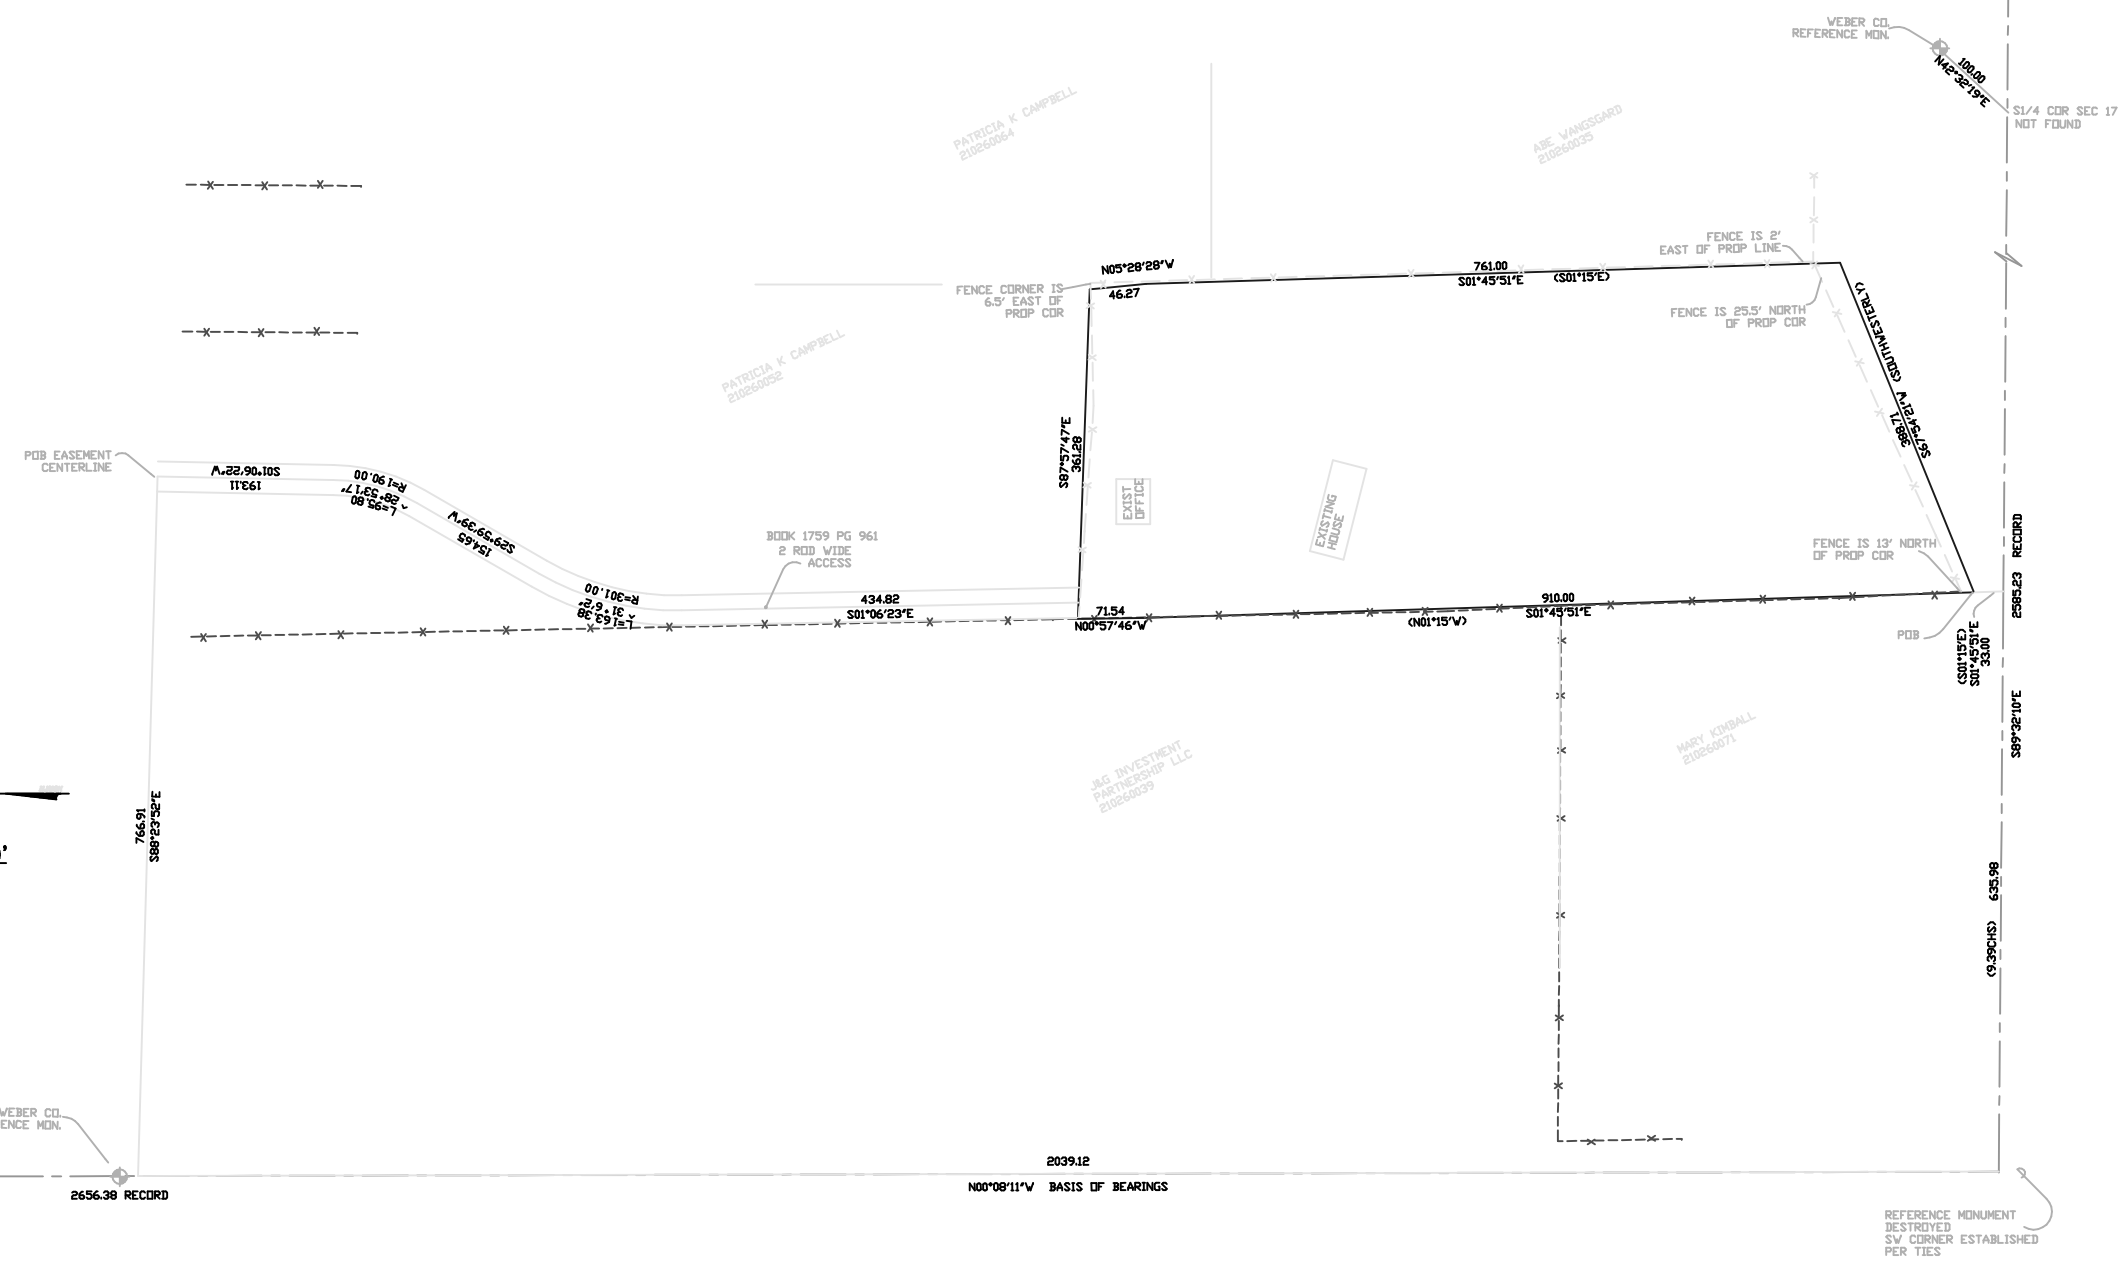 WEBER CO.
REFERENCE MON.
100.00
N42°32'19"E
S1/4 COR SEC 17
NOT FOUND
PATRICIA K CAMPBELL
210260064
ABE WANGSGARD
210260035
FENCE IS 2'
EAST OF PROP LINE
N05°28'28"W
46.27
761.00
S01°45'51"E
(S01°15'E)
FENCE CORNER IS
6.5' EAST OF
PROP COR
FENCE IS 25.5' NORTH
OF PROP COR
(SOUTHWESTERLY)
S67°54'21"W
388.71
PATRICIA K CAMPBELL
210260052
POB EASEMENT
CENTERLINE
S01°06'22"W
193.11
R=190.00
^ 28°53'17"
L=95.80
S29°59'39"W
154.65
S87°57'47"E
361.28
EXIST
OFFICE
EXISTING
HOUSE
BOOK 1759 PG 961
2 ROD WIDE
ACCESS
R=301.00
^ 31°6'2"
L=163.38
434.82
S01°06'23"E
71.54
N00°57'46"W
910.00
(N01°15'W)
S01°45'51"E
FENCE IS 13' NORTH
OF PROP COR
POB
(S01°15'E)
S01°45'51"E
33.00
2585.23 RECORD
S89°32'10"E
J&G INVESTMENT
PARTNERSHIP LLC
210260039
MARY KIMBALL
210260071
766.91
S88°23'52"E
(9.39CHS) 635.98
WEBER CO.
ENCE MON.
2656.38 RECORD
2039.12
N00°08'11"W BASIS OF BEARINGS
REFERENCE MONUMENT
DESTROYED
SW CORNER ESTABLISHED
PER TIES